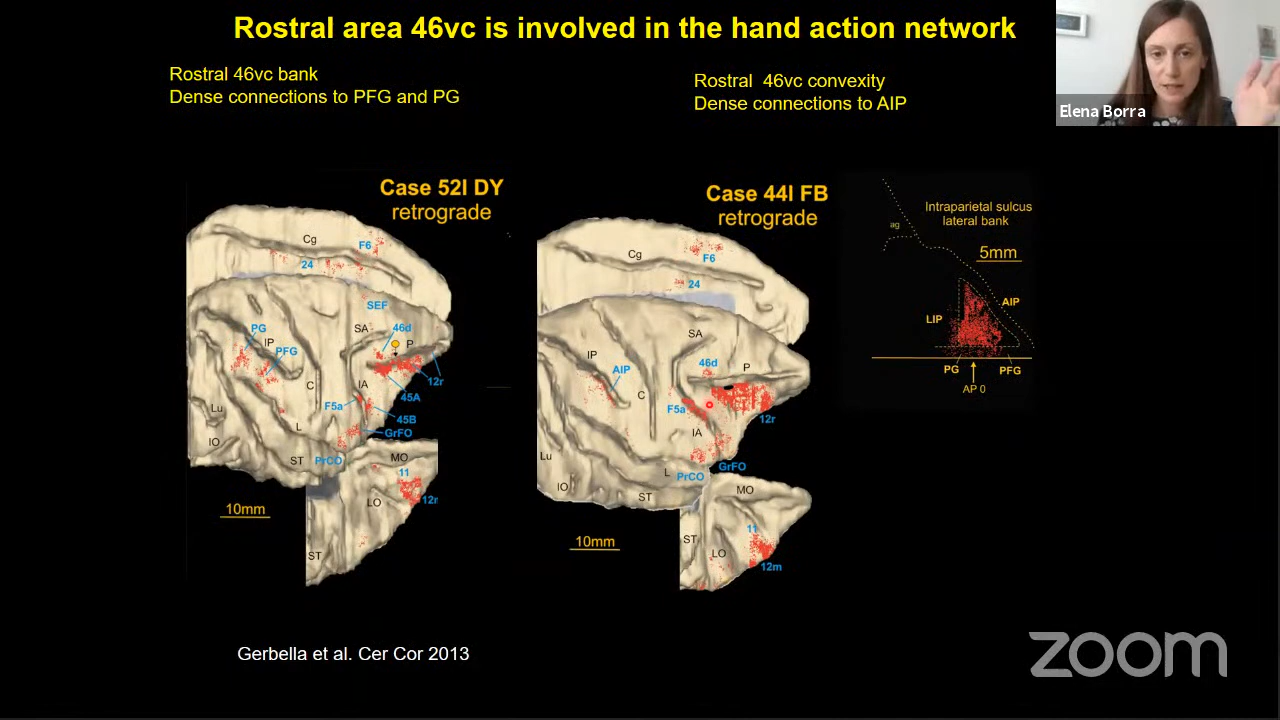 Rostral area 46vc is involved in the hand action network
Elena Borra
Rostral 46vc bank
Dense connections to PFG and PG
Rostral 46vc convexity
Dense connections to AIP
Case 52l DY
retrograde
Cg
F6
24
SEF
SA
46d
P
PG
IP
PFG
C
IA
12r
45A
F5a
45B
Lu
L
GrFO
IO
ST
PrCO
MO
11
12r
LO
10mm
ST
Case 44l FB
retrograde
Cg
F6
24
SA
IP
46d
P
AIP
C
F5a
12r
IA
Lu
L
GrFO
PrCO
IO
ST
MO
11
ST
LO
12m
10mm
Intraparietal sulcus
lateral bank
ag
5mm
AIP
LIP
PG
PFG
AP 0
Gerbella et al. Cer Cor 2013
zoom